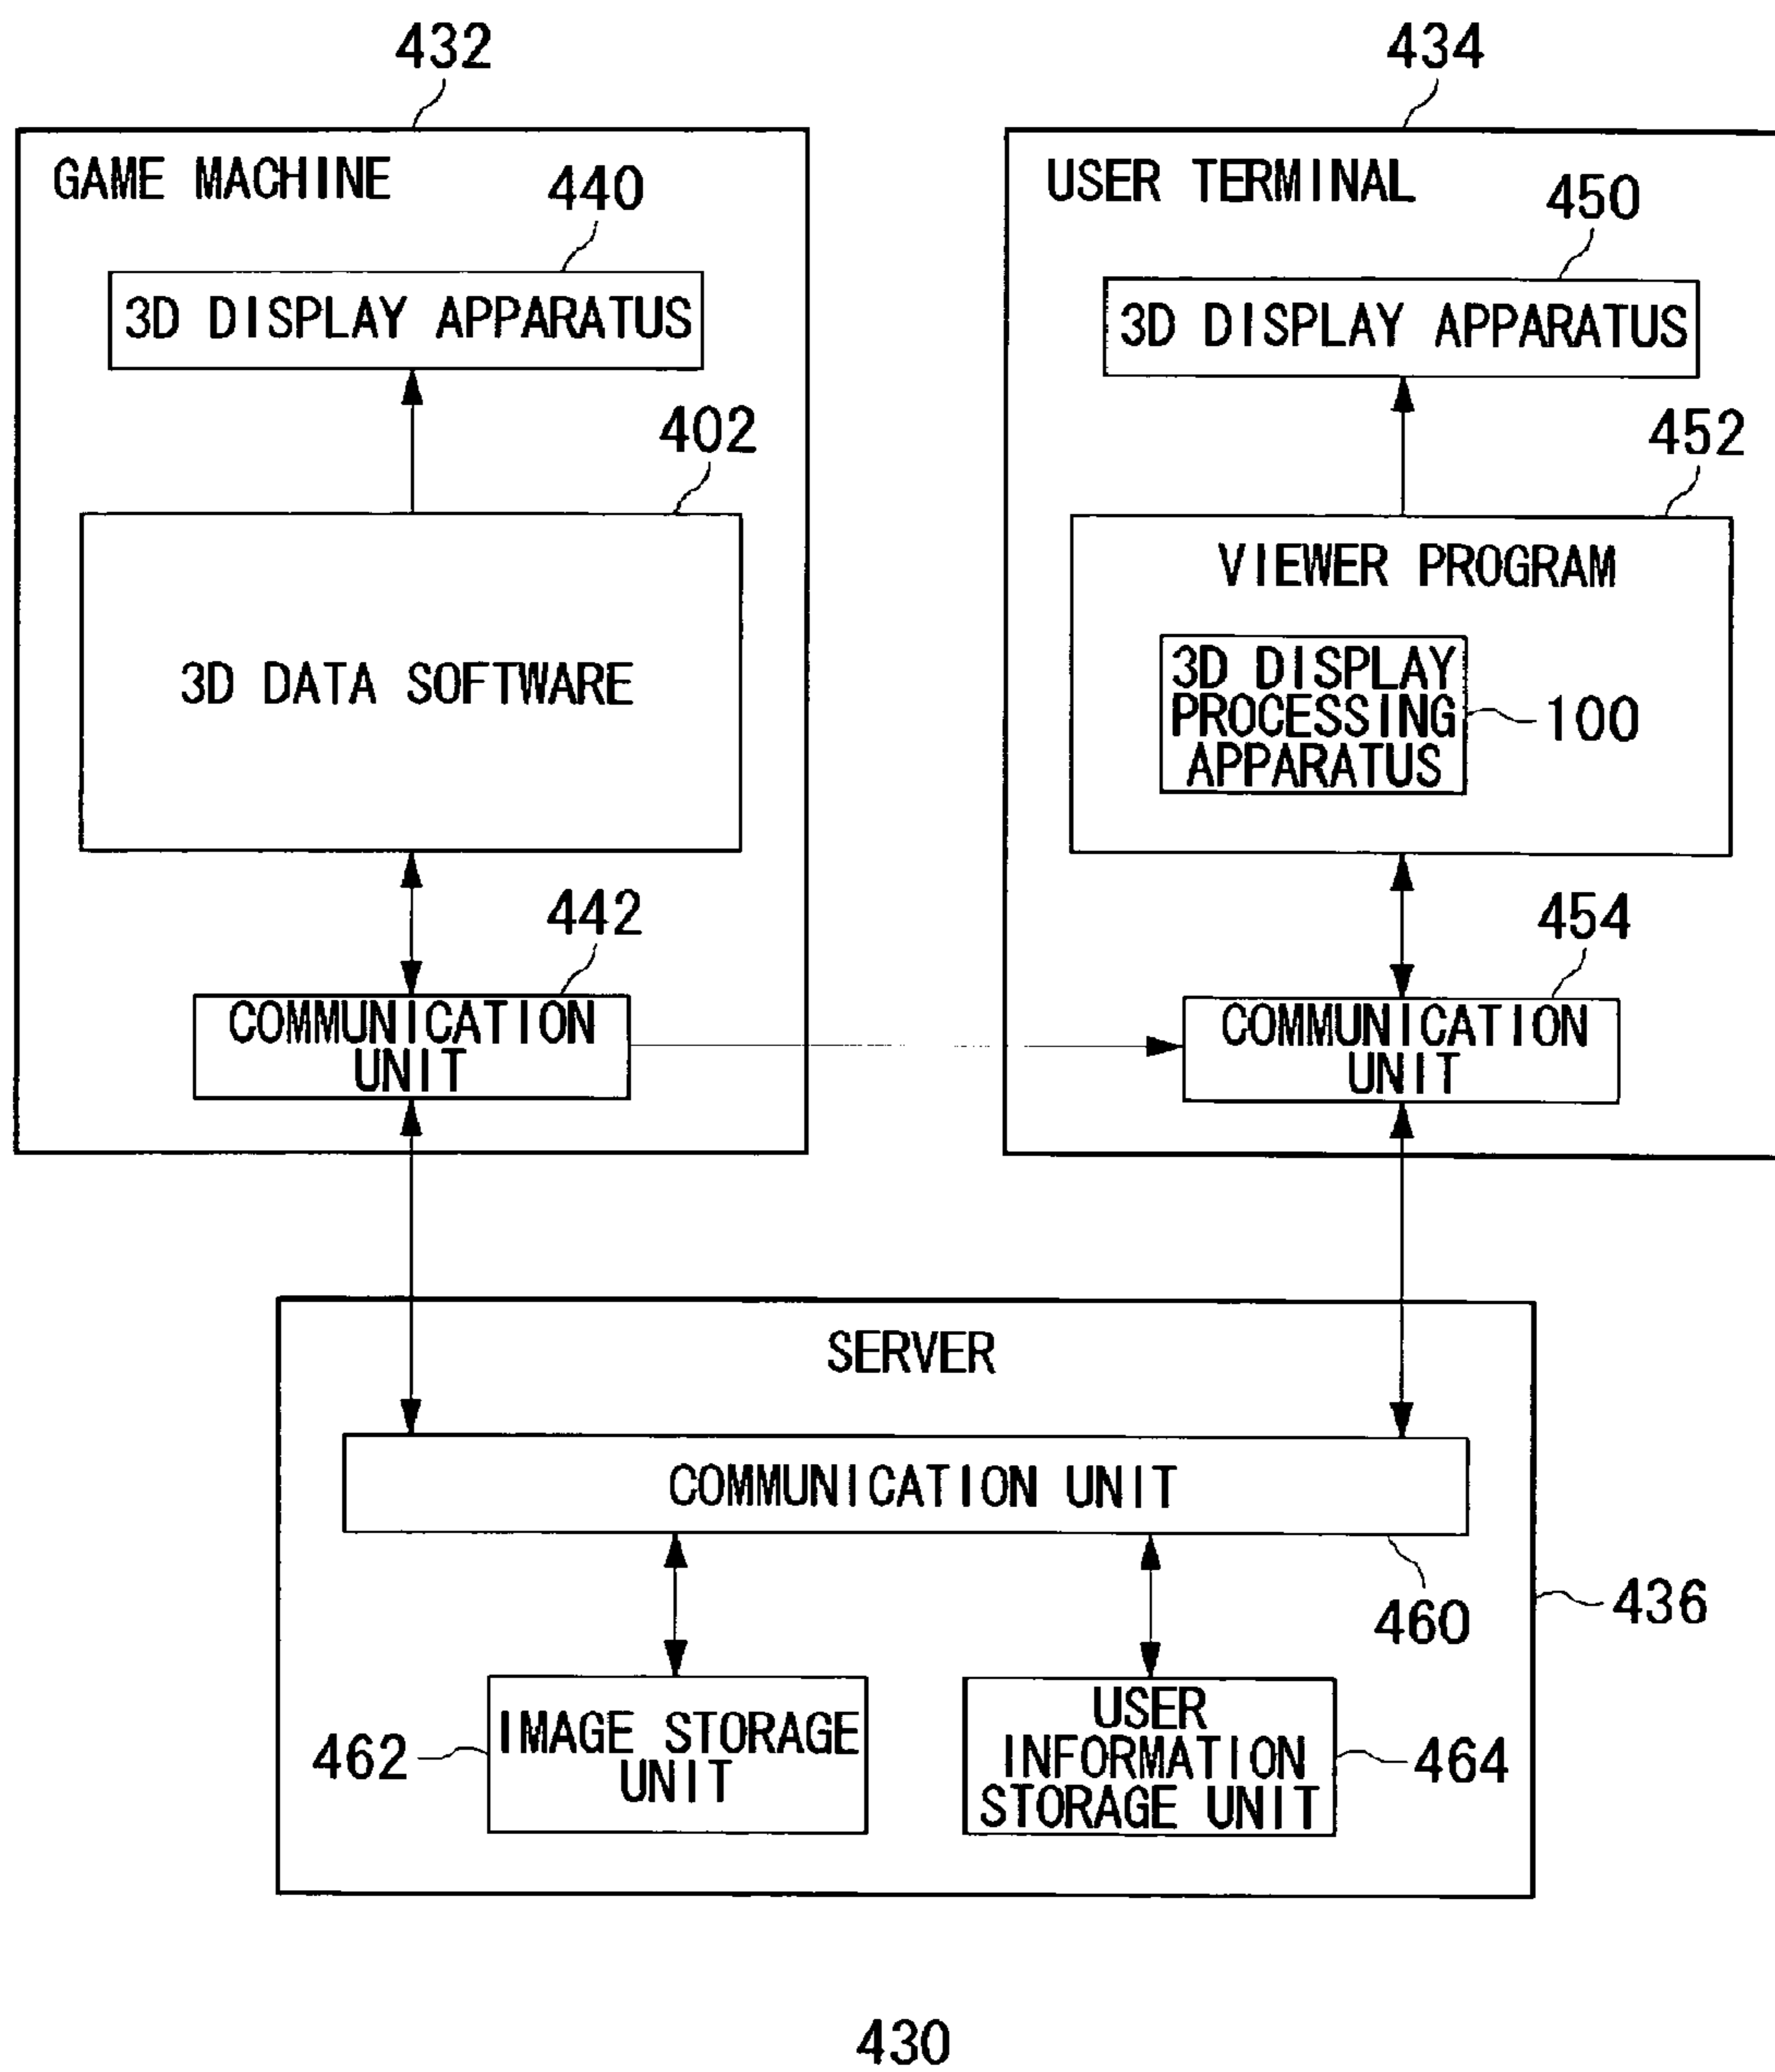 432
434
GAME MACHINE
440
3D DISPLAY APPARATUS
402
3D DATA SOFTWARE
442
COMMUNICATION
UNIT
USER TERMINAL
450
3D DISPLAY APPARATUS
452
VIEWER PROGRAM
3D DISPLAY
PROCESSING
APPARATUS
100
454
COMMUNICATION
UNIT
SERVER
COMMUNICATION UNIT
460
436
462
IMAGE STORAGE
UNIT
USER
INFORMATION
STORAGE UNIT
464
430